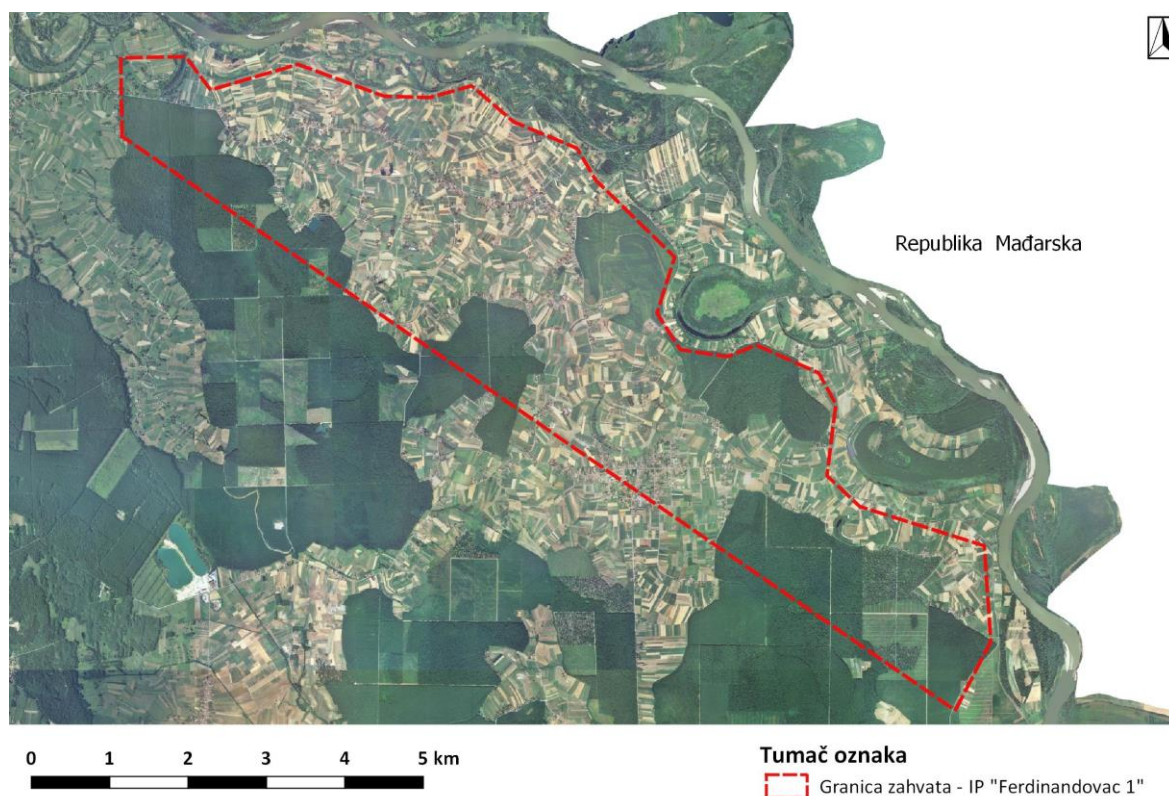 Republika Mađarska
0 1 2 3 4 5 km
Tumač oznaka
Granica zahvata - IP "Ferdinandovac 1"